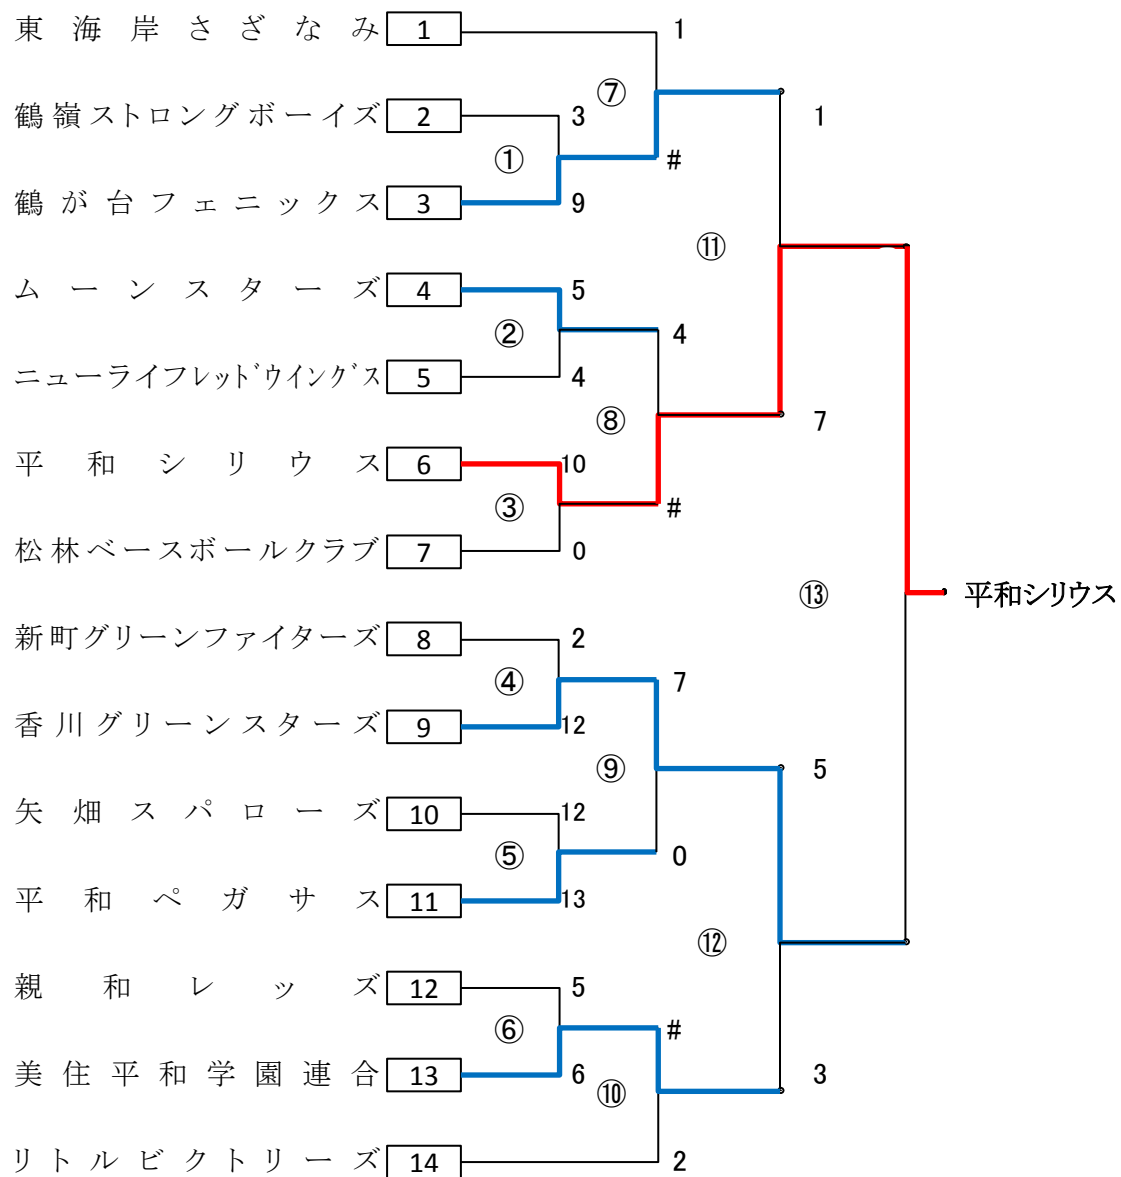 東海岸さざなみ 1 1
⑦
1
鶴嶺ストロングボーイズ 2 3
① #
鶴が台フェニックス 3 9
⑪
ムーンスターズ 4 5
② 4
ニューライフレッドウイングス 5 4
⑧ 7
平和シリウス 6 10
③ #
松林ベースボールクラブ 7 0
⑬ 平和シリウス
新町グリーンファイターズ 8 2
④ 7
香川グリーンスターズ 9 12
⑨ 5
矢畑スパローズ 10 12
⑤ 0
平和ペガサス 11 13
⑫
親和レッズ 12 5
⑥ #
美住平和学園連合 13 6 3
⑩
リトルビクトリーズ 14 2